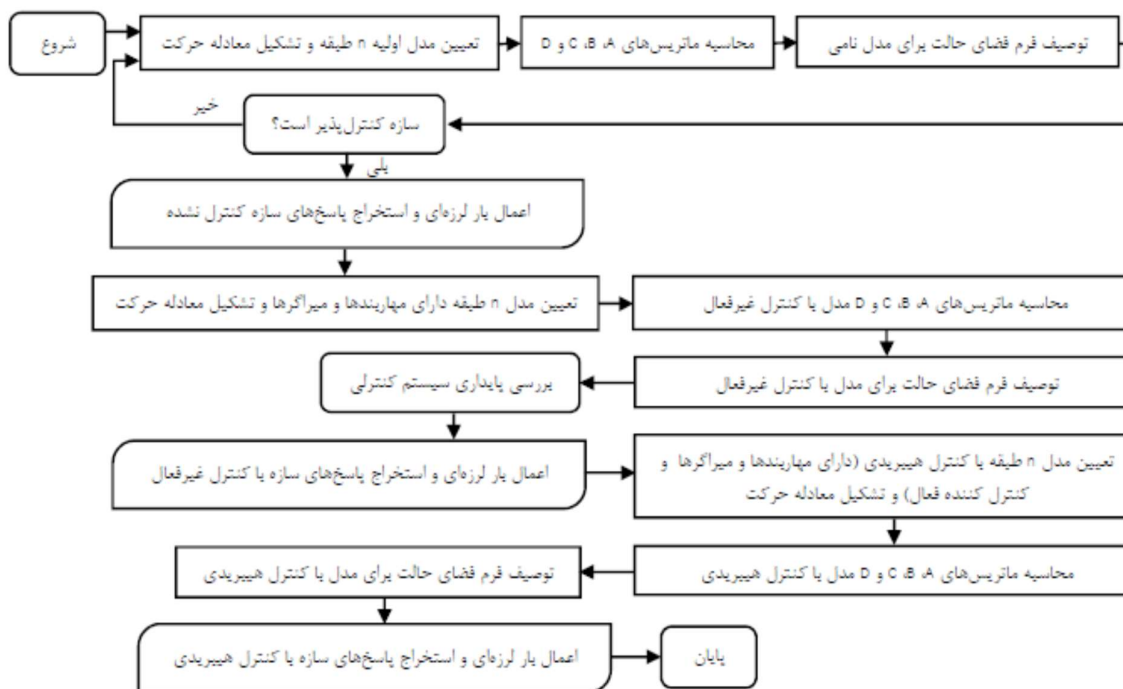 شروع
تعیین مدل اولیه n طبقه و تشکیل معادله حرکت
محاسبه ماتریس‌های C ،B ،A و D
توصیف فرم فضای حالت برای مدل نامی
خیر
سازه کنترل‌پذیر است؟
بلی
اعمال بار لرزه‌ای و استخراج پاسخ‌های سازه کنترل نشده
تعیین مدل n طبقه دارای مهاربندها و میراگرها و تشکیل معادله حرکت
محاسبه ماتریس‌های C ،B ،A و D مدل با کنترل غیرفعال
توصیف فرم فضای حالت برای مدل با کنترل غیرفعال
بررسی پایداری سیستم کنترلی
اعمال بار لرزه‌ای و استخراج پاسخ‌های سازه با کنترل غیرفعال
تعیین مدل n طبقه با کنترل هیبریدی (دارای مهاربندها و میراگرها و
کنترل کننده فعال) و تشکیل معادله حرکت
محاسبه ماتریس‌های C ،B ،A و D مدل با کنترل هیبریدی
توصیف فرم فضای حالت برای مدل با کنترل هیبریدی
اعمال بار لرزه‌ای و استخراج پاسخ‌های سازه با کنترل هیبریدی
پایان